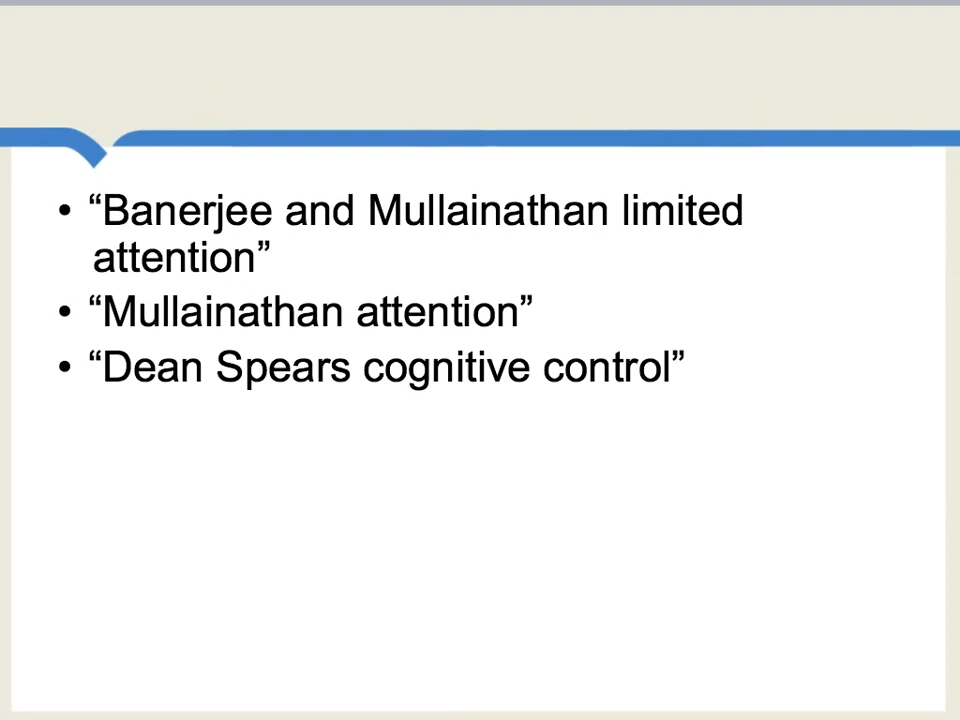 • “Banerjee and Mullainathan limited
attention”
• “Mullainathan attention”
• “Dean Spears cognitive control”